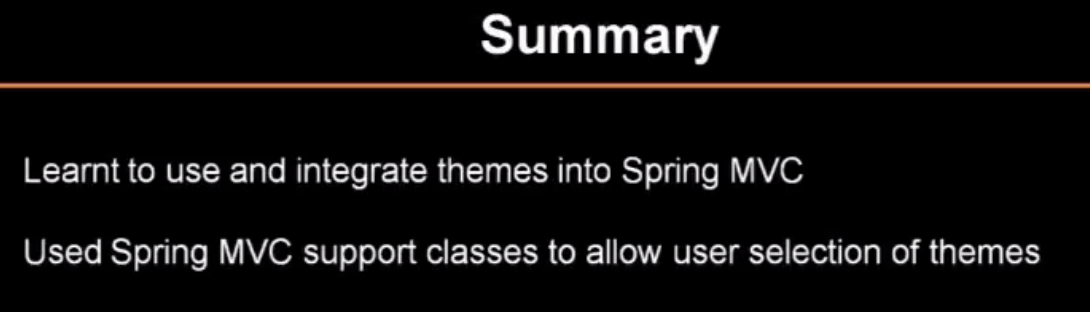 Summary
Learnt to use and integrate themes into Spring MVC
Used Spring MVC support classes to allow user selection of themes